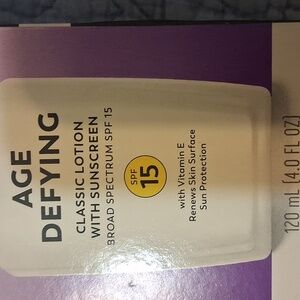 AGE
DEFYING
CLASSIC LOTION
WITH SUNSCREEN
BROAD SPECTRUM SPF 15
SPF
15
with Vitamin E
Renews Skin Surface
Sun Protection
120 mL (4.0 FL OZ)